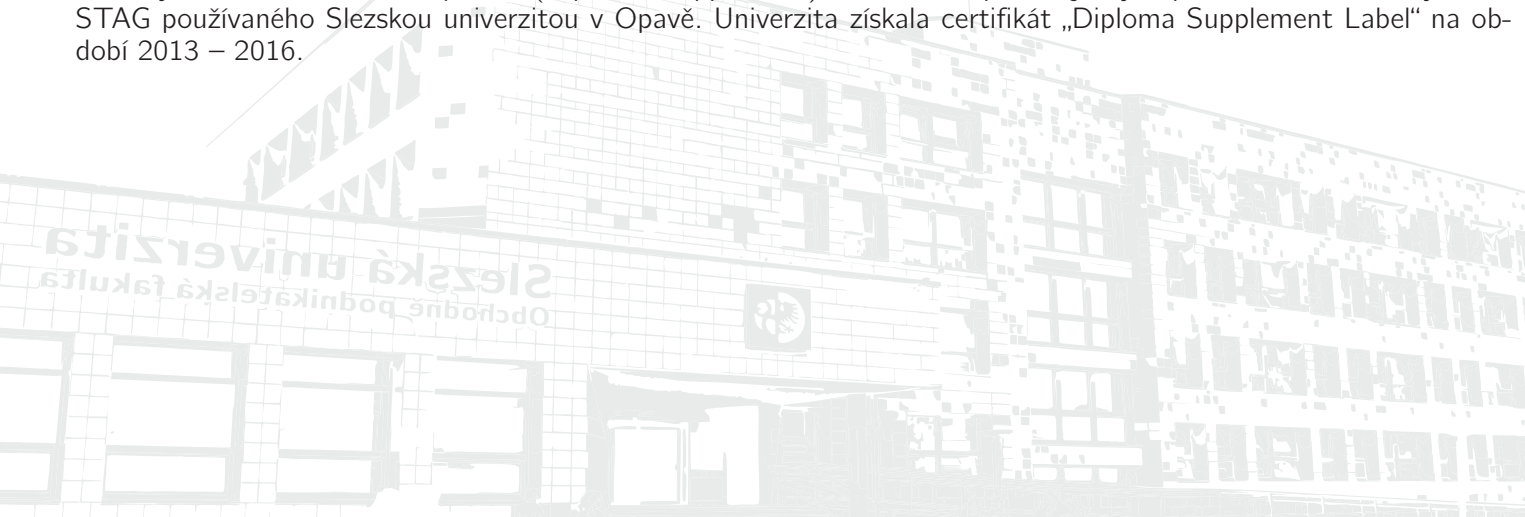 STAG používaného Slezskou univerzitou v Opavě. Univerzita získala certifikát „Diploma Supplement Label“ na ob-
dobí 2013 – 2016.
Slezská univerzita
Obchodně podnikatelská fakulta